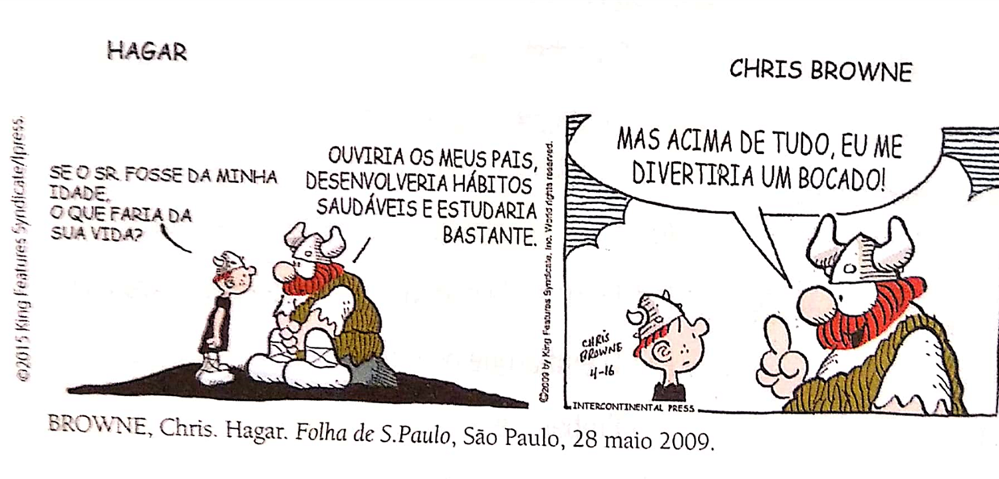 HAGAR
CHRIS BROWNE
©2015 King Features Syndicate/Ipress.
SE O SR. FOSSE DA MINHA
IDADE,
O QUE FARIA DA
SUA VIDA?
OUVIRIA OS MEUS PAIS,
DESENVOLVERIA HÁBITOS
SAUDÁVEIS E ESTUDARIA
BASTANTE.
©2009 by King Features Syndicate, Inc. World rights reserved.
MAS ACIMA DE TUDO, EU ME
DIVERTIRIA UM BOCADO!
CHRIS
BROWNE
4-16
INTERCONTINENTAL PRESS
BROWNE, Chris. Hagar. Folha de S.Paulo, São Paulo, 28 maio 2009.